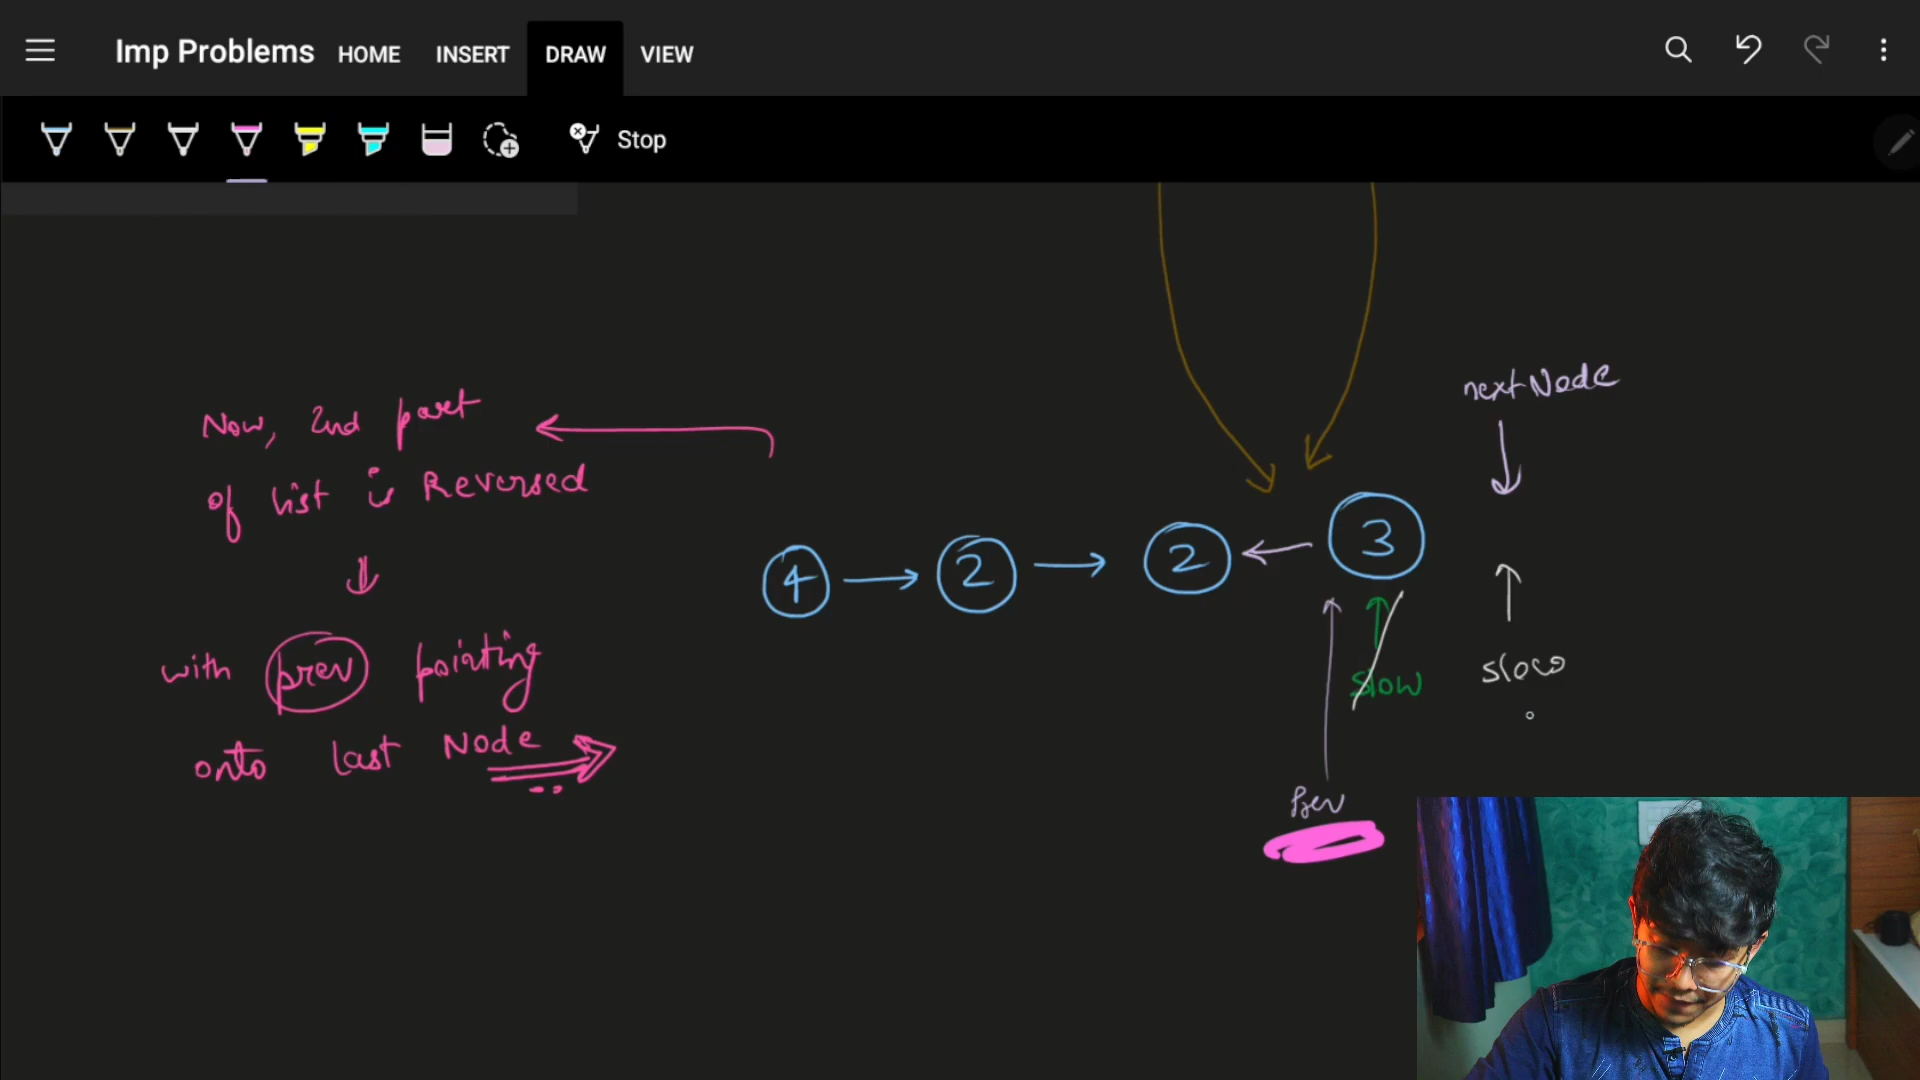 Imp Problems HOME INSERT DRAW VIEW
Stop
nextNode
Now, 2nd part
of list is Reversed
4 2 2 3
with prev pointing
slow
slow
onto last Node
Prev